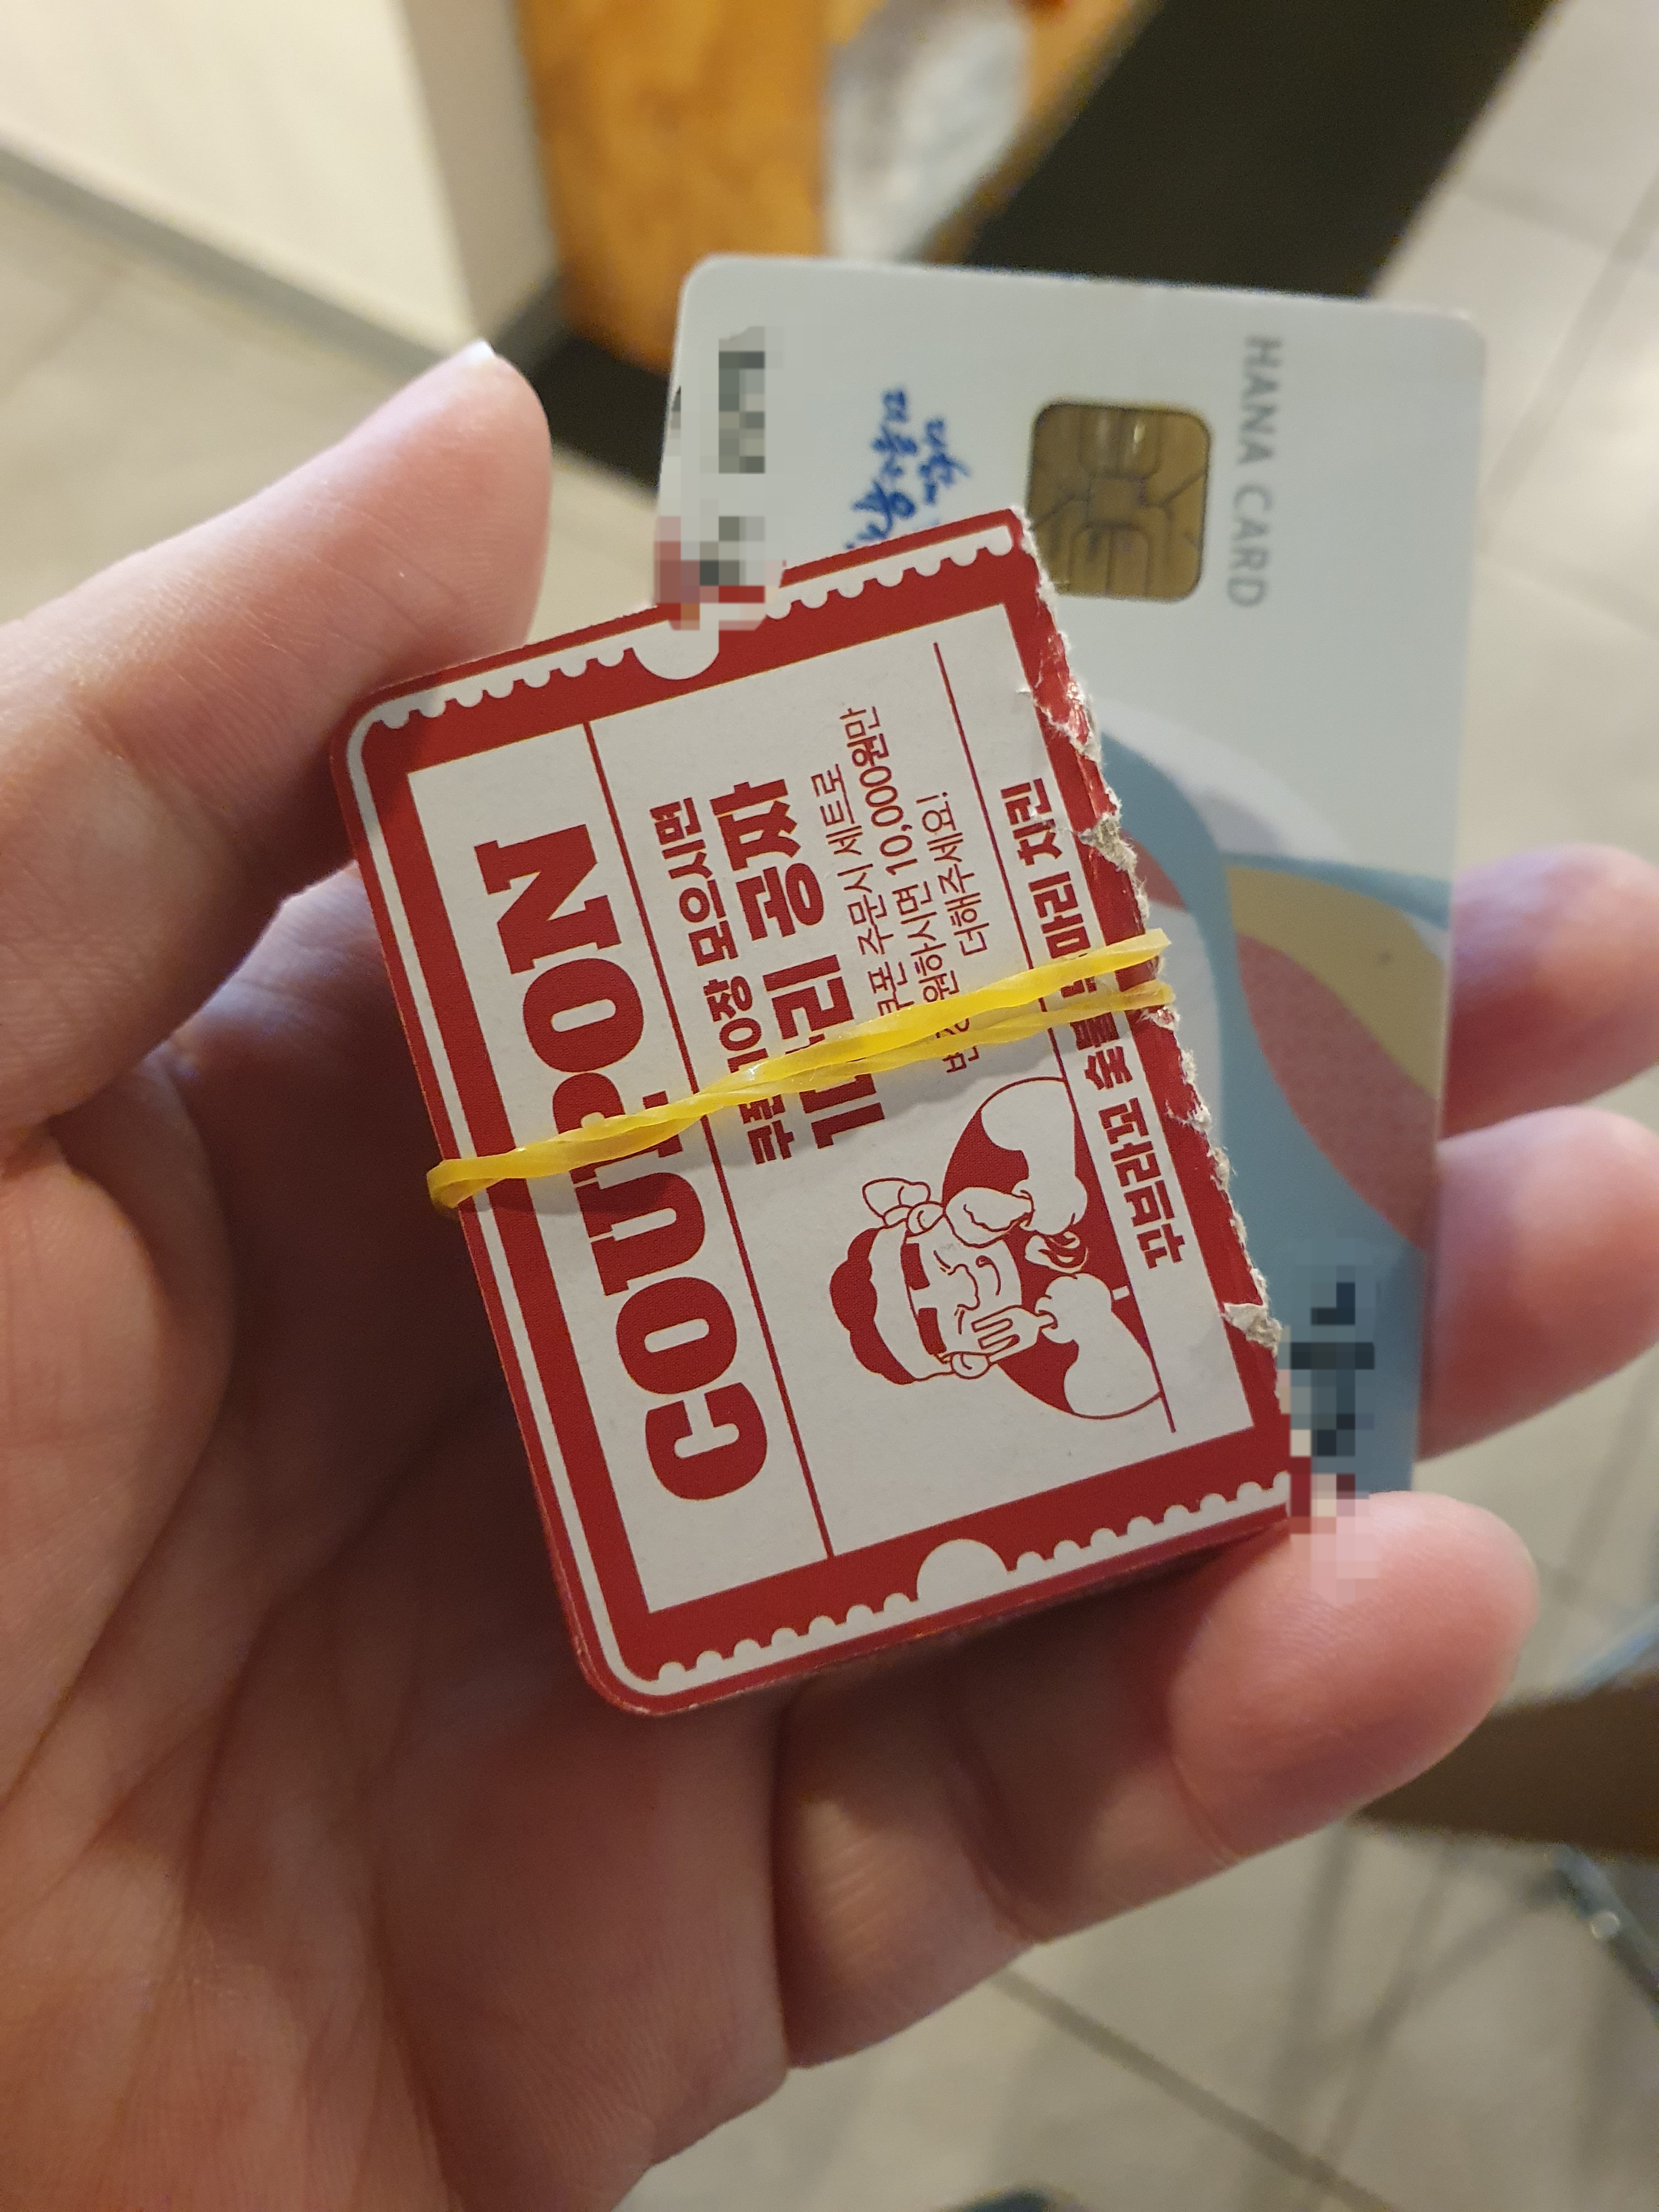 COUPON
쿠폰 10장 모으시면
1마리 공짜
쿠폰 주문시 세트로
원하시면 10,000원만
더해주세요!
꾸브라꼬 숯불 두마리 치킨
HANA CARD